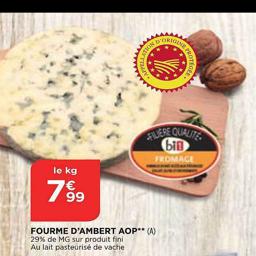 APPELLATION D'ORIGINE PROTÉGÉE
FILIÈRE QUALITÉ
bi1
FROMAGE
le kg
7€99
FOURME D'AMBERT AOP** (A)
29% de MG sur produit fini
Au lait pasteurisé de vache